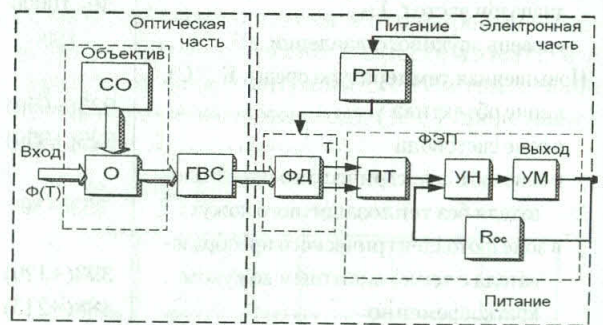 Оптическая часть
Питание
Электронная часть
Объектив
СО
РТТ
Вход
Ф(Т)
О
ГВС
ФД
Т
ФЭП
ПТ
УН
УМ
Выход
Rос
Питание